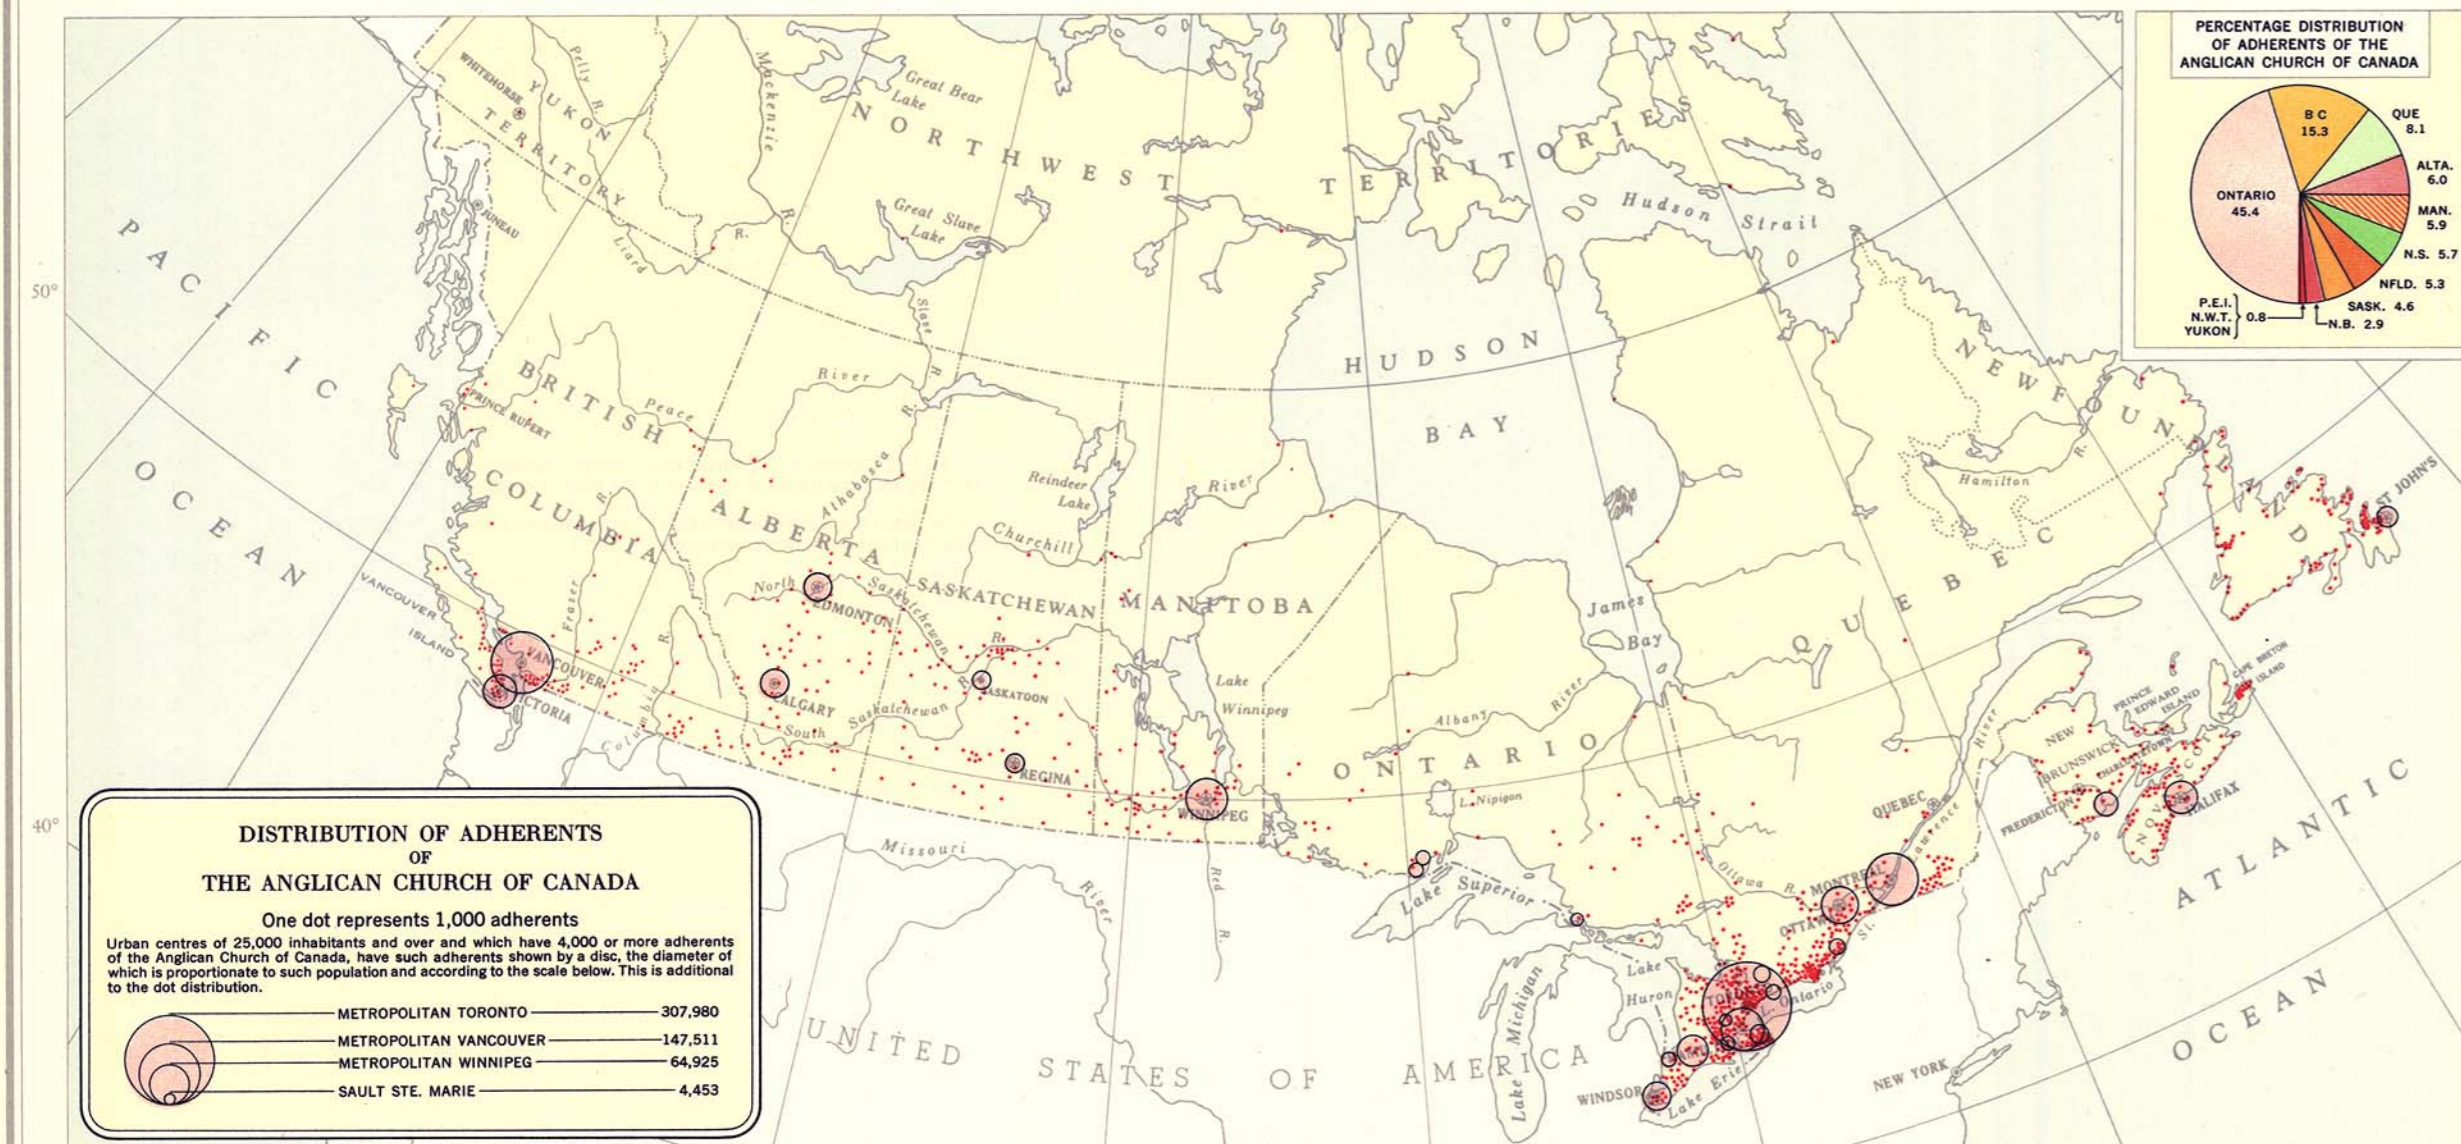 PERCENTAGE DISTRIBUTION
OF ADHERENTS OF THE
ANGLICAN CHURCH OF CANADA
B C
15.3
QUE
8.1
ALTA.
6.0
ONTARIO
45.4
MAN.
5.9
N.S. 5.7
NFLD. 5.3
SASK. 4.6
N.B. 2.9
P.E.I.
N.W.T.
YUKON
0.8
WHITEHORSE
YUKON
TERRITORY
Pelly
R.
Mackenzie
R.
Great Bear
Lake
NORTHWEST
TERRITORIES
JUNEAU
Liard
R.
Great Slave
Lake
Slave
R.
Hudson Strait
50°
PACIFIC
OCEAN
HUDSON
BAY
NEWFOUNDLAND
BRITISH
COLUMBIA
PRINCE RUPERT
Peace
River
Athabasca
R.
ALBERTA
Reindeer
Lake
Churchill
River
Hamilton
R.
ST JOHN'S
North
EDMONTON
Saskatchewan
R.
SASKATCHEWAN
MANITOBA
James
Bay
QUEBEC
VANCOUVER
ISLAND
Fraser
R.
R.
VANCOUVER
VICTORIA
CALGARY
SASKATOON
South
Saskatchewan
R.
Columbia
REGINA
Lake
Winnipeg
WINNIPEG
Albany
River
ONTARIO
L. Nipigon
CAPE BRETON
ISLAND
PRINCE
EDWARD
ISLAND
NEW
BRUNSWICK
CHARLOTTETOWN
NOVA SCOTIA
FREDERICTON
HALIFAX
QUEBEC
St. Lawrence
River
40°
Missouri
River
Red
R.
Lake Superior
Ottawa
R.
MONTREAL
OTTAWA
ATLANTIC
OCEAN
Lake
Huron
Lake Michigan
TORONTO
L. Ontario
WINDSOR
Lake Erie
NEW YORK
UNITED STATES OF AMERICA
DISTRIBUTION OF ADHERENTS
OF
THE ANGLICAN CHURCH OF CANADA
One dot represents 1,000 adherents
Urban centres of 25,000 inhabitants and over and which have 4,000 or more adherents
of the Anglican Church of Canada, have such adherents shown by a disc, the diameter of
which is proportionate to such population and according to the scale below. This is additional
to the dot distribution.
METROPOLITAN TORONTO 307,980
METROPOLITAN VANCOUVER 147,511
METROPOLITAN WINNIPEG 64,925
SAULT STE. MARIE 4,453